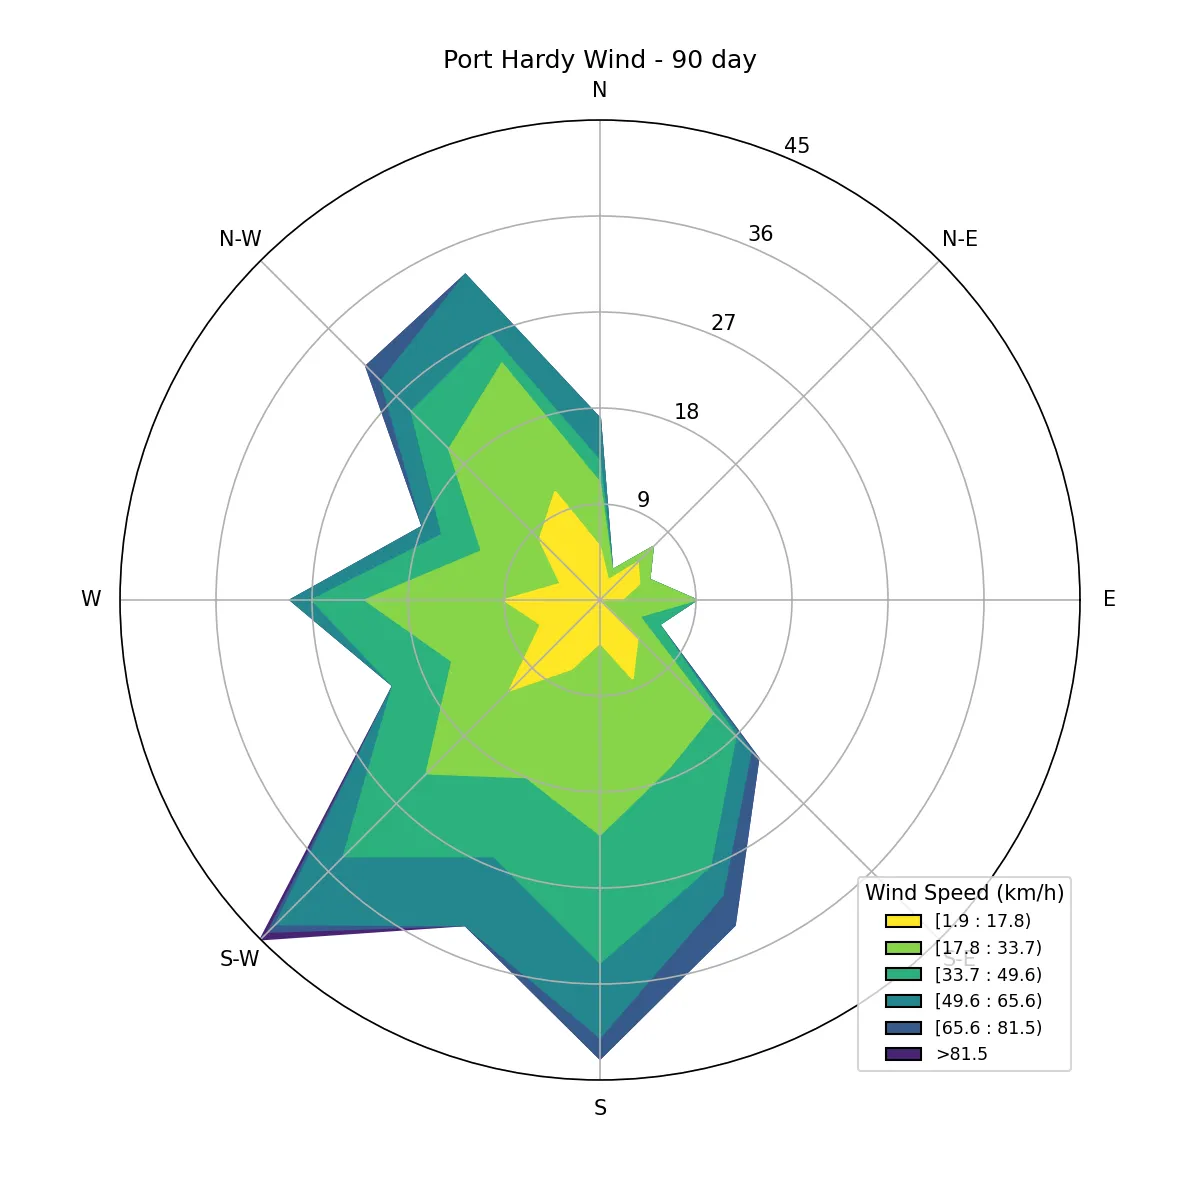 Port Hardy Wind - 90 day
N
45
36
N-W
N-E
27
18
9
W
E
Wind Speed (km/h)
[1.9 : 17.8)
[17.8 : 33.7)
[33.7 : 49.6)
[49.6 : 65.6)
[65.6 : 81.5)
>81.5
S-W
S-E
S